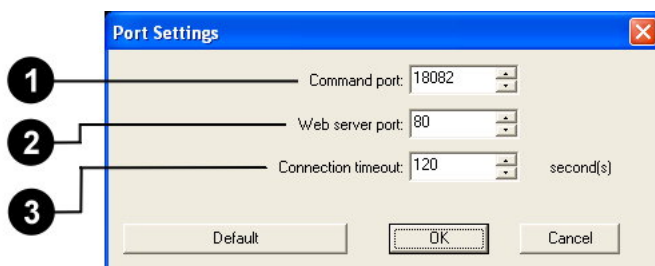 Port Settings
1 Command port: 18082
2 Web server port: 80
3 Connection timeout: 120 second(s)
Default OK Cancel